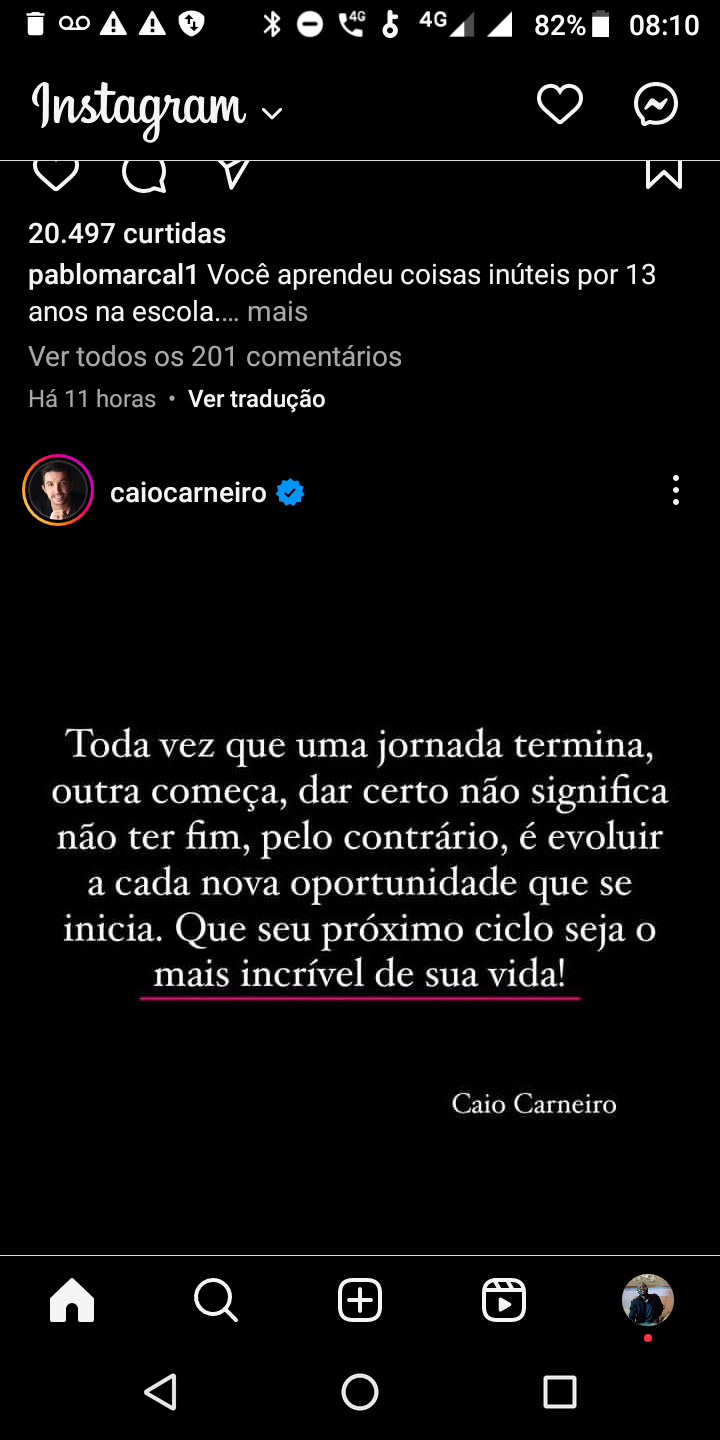 4G 4G 82% 08:10
Instagram
20.497 curtidas
pablomarcal1 Você aprendeu coisas inúteis por 13
anos na escola.... mais
Ver todos os 201 comentários
Há 11 horas • Ver tradução
caiocarneiro
Toda vez que uma jornada termina,
outra começa, dar certo não significa
não ter fim, pelo contrário, é evoluir
a cada nova oportunidade que se
inicia. Que seu próximo ciclo seja o
mais incrível de sua vida!
Caio Carneiro